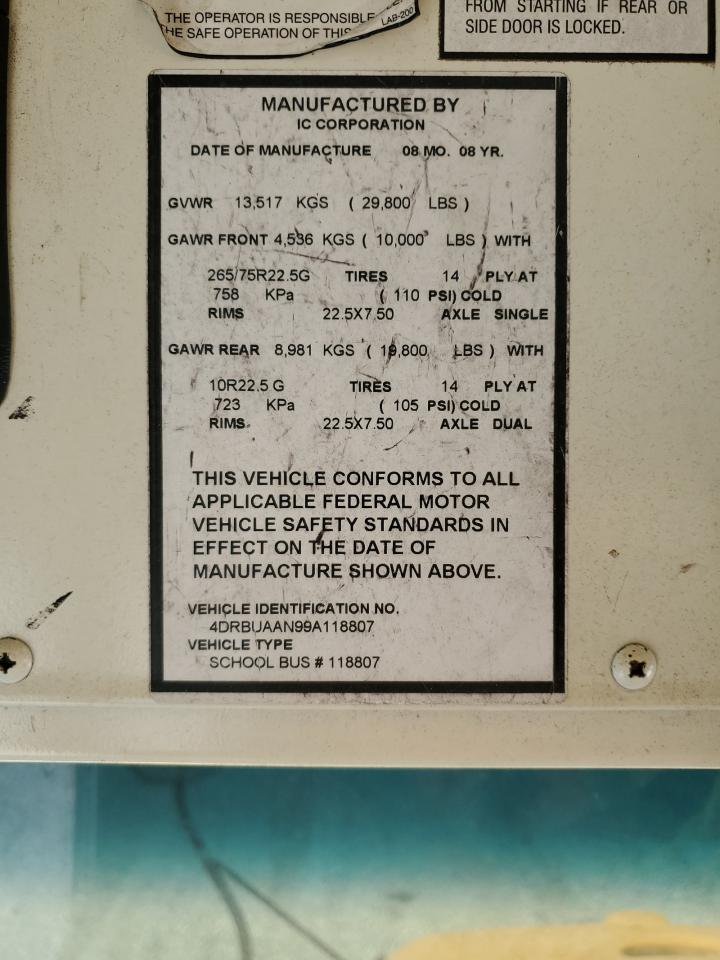 THE OPERATOR IS RESPONSIBLE
THE SAFE OPERATION OF THIS
LAB-200
FROM STARTING IF REAR OR
SIDE DOOR IS LOCKED.
MANUFACTURED BY
IC CORPORATION
DATE OF MANUFACTURE 08 MO. 08 YR.
GVWR 13,517 KGS ( 29,800 LBS )
GAWR FRONT 4,536 KGS ( 10,000 LBS ) WITH
265/75R22.5G TIRES 14 PLY AT
758 KPa ( 110 PSI) COLD
RIMS 22.5X7.50 AXLE SINGLE
GAWR REAR 8,981 KGS ( 19,800 LBS ) WITH
10R22.5 G TIRES 14 PLY AT
723 KPa ( 105 PSI) COLD
RIMS 22.5X7.50 AXLE DUAL
THIS VEHICLE CONFORMS TO ALL
APPLICABLE FEDERAL MOTOR
VEHICLE SAFETY STANDARDS IN
EFFECT ON THE DATE OF
MANUFACTURE SHOWN ABOVE.
VEHICLE IDENTIFICATION NO.
4DRBUAAN99A118807
VEHICLE TYPE
SCHOOL BUS # 118807